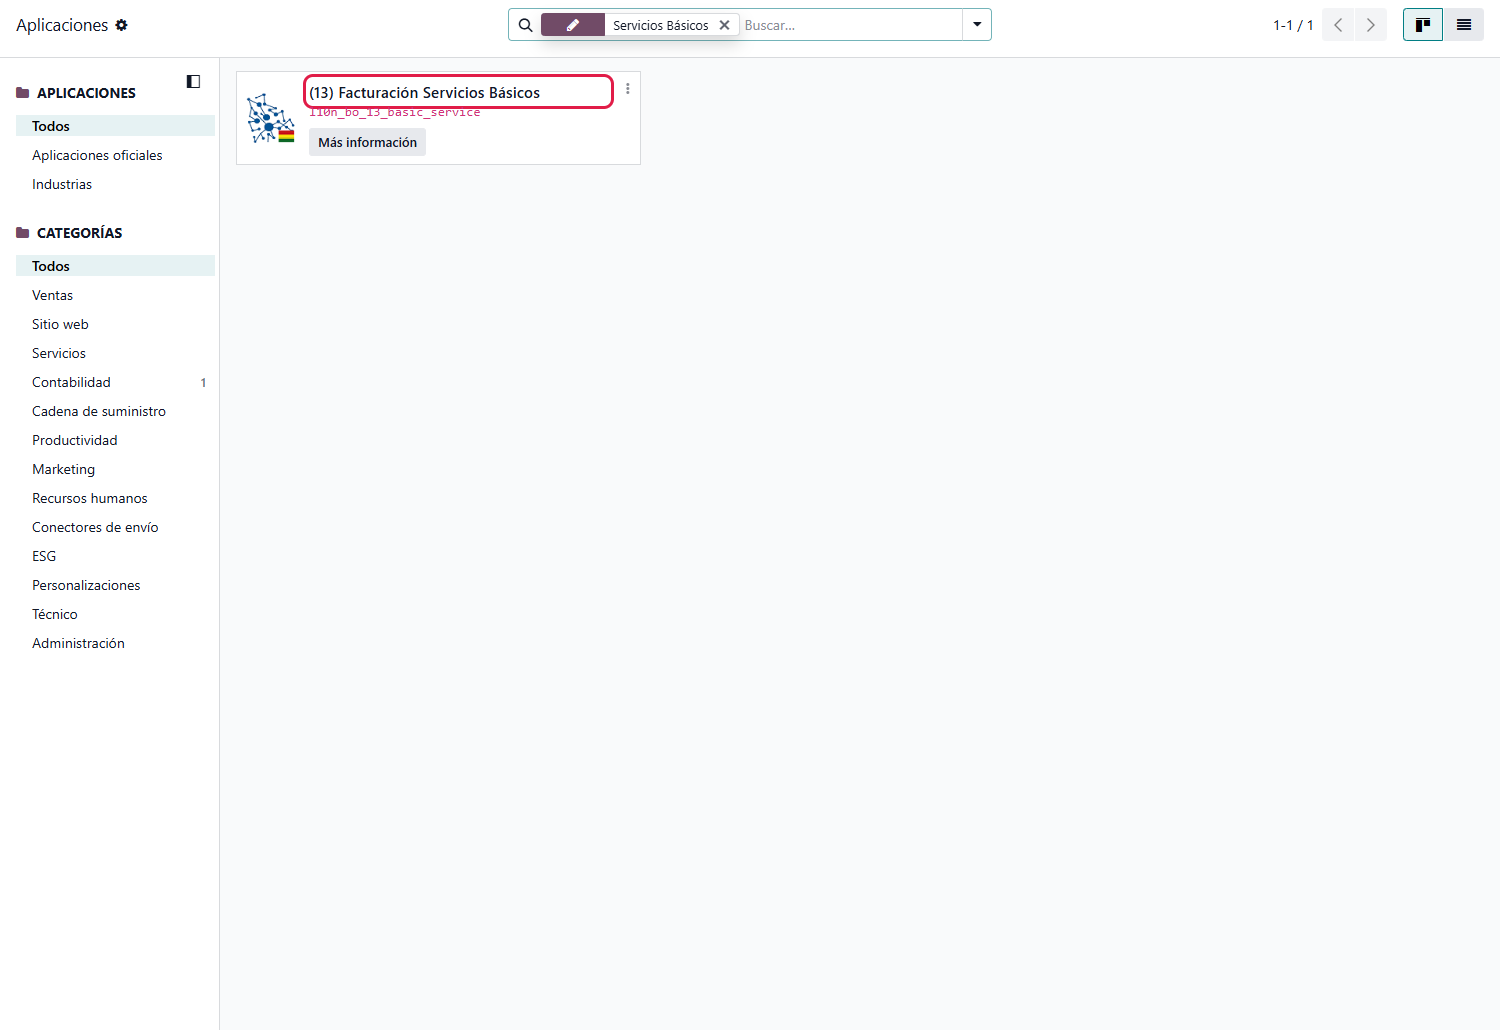 Aplicaciones
Servicios Básicos
Buscar...
1-1 / 1
APLICACIONES
Todos
Aplicaciones oficiales
Industrias
CATEGORÍAS
Todos
Ventas
Sitio web
Servicios
Contabilidad 1
Cadena de suministro
Productividad
Marketing
Recursos humanos
Conectores de envío
ESG
Personalizaciones
Técnico
Administración
(13) Facturación Servicios Básicos
l10n_bo_13_basic_service
Más información